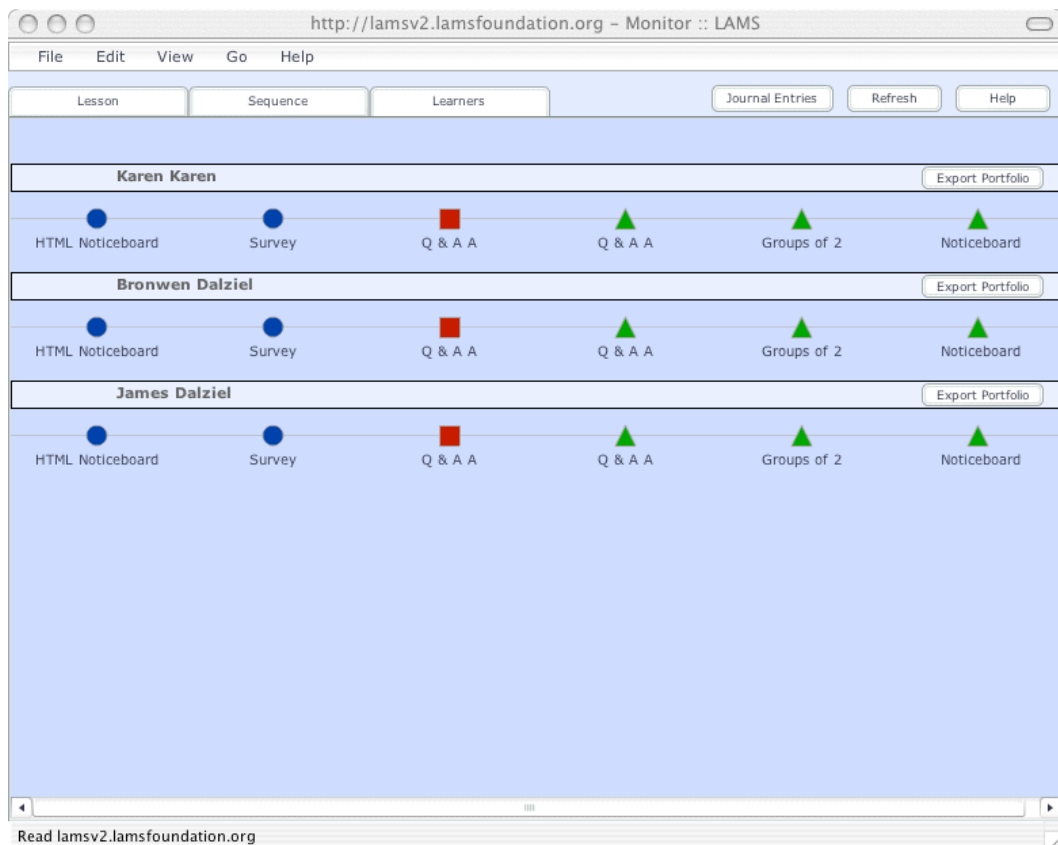 http://lamsv2.lamsfoundation.org – Monitor :: LAMS
File Edit View Go Help
Lesson Sequence Learners Journal Entries Refresh Help
Karen Karen Export Portfolio
HTML Noticeboard Survey Q & A A Q & A A Groups of 2 Noticeboard
Bronwen Dalziel Export Portfolio
HTML Noticeboard Survey Q & A A Q & A A Groups of 2 Noticeboard
James Dalziel Export Portfolio
HTML Noticeboard Survey Q & A A Q & A A Groups of 2 Noticeboard
Read lamsv2.lamsfoundation.org